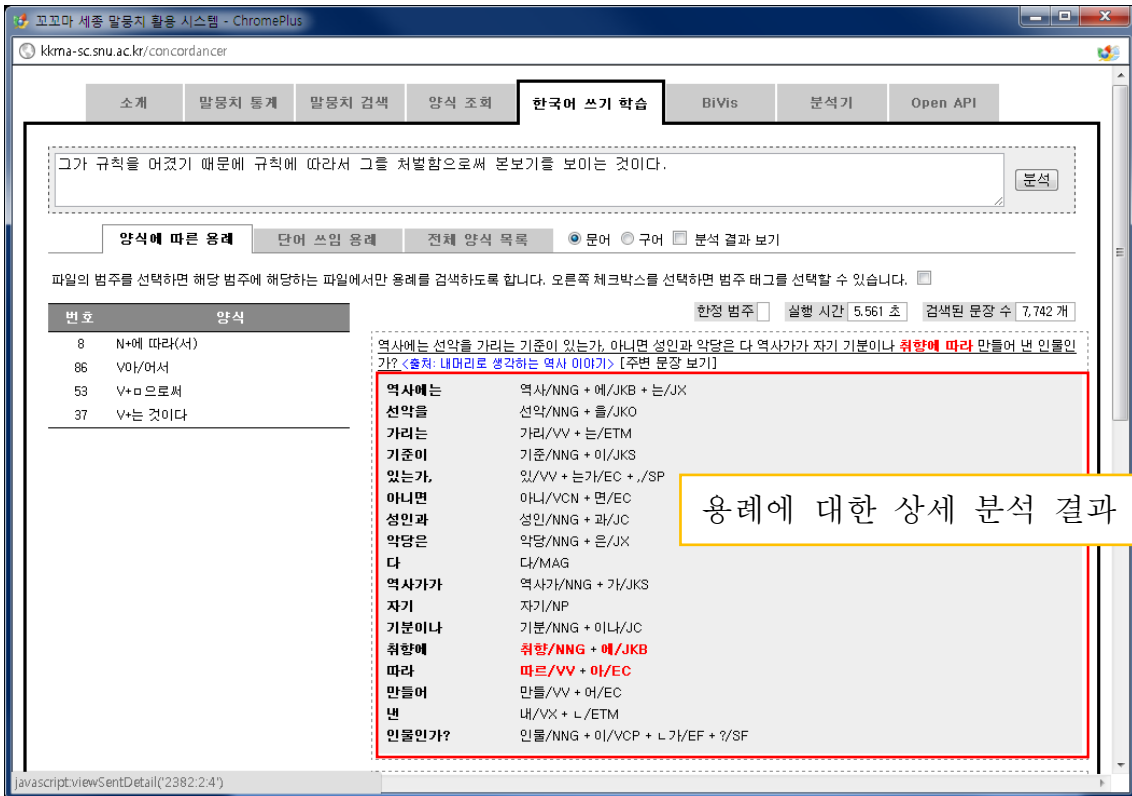 꼬꼬마 세종 말뭉치 활용 시스템 - ChromePlus
kkma-sc.snu.ac.kr/concordancer
소개 말뭉치 통계 말뭉치 검색 양식 조회 한국어 쓰기 학습 BiVis 분석기 Open API
그가 규칙을 어겼기 때문에 규칙에 따라서 그를 처벌함으로써 본보기를 보이는 것이다.
분석
양식에 따른 용례 단어 쓰임 용례 전체 양식 목록 문어 구어 분석 결과 보기
파일의 범주를 선택하면 해당 범주에 해당하는 파일에서만 용례를 검색하도록 합니다. 오른쪽 체크박스를 선택하면 범주 태그를 선택할 수 있습니다.
한정 범주 실행 시간 5.561 초 검색된 문장 수 7,742 개
번호 양식
8 N+에 따라(서)
86 V아/어서
53 V+ㅁ으로써
37 V+는 것이다
역사에는 선악을 가리는 기준이 있는가, 아니면 성인과 악당은 다 역사가가 자기 기분이나 취향에 따라 만들어 낸 인물인
가? <출처: 내머리로 생각하는 역사 이야기> [주변 문장 보기]
역사에는 역사/NNG + 에/JKB + 는/JX
선악을 선악/NNG + 을/JKO
가리는 가리/VV + 는/ETM
기준이 기준/NNG + 이/JKS
있는가, 있/VV + 는가/EC + ,/SP
아니면 아니/VCN + 면/EC
성인과 성인/NNG + 과/JC
악당은 악당/NNG + 은/JX
다 다/MAG
역사가가 역사가/NNG + 가/JKS
자기 자기/NP
기분이나 기분/NNG + 이나/JC
취향에 취향/NNG + 에/JKB
따라 따르/VV + 아/EC
만들어 만들/VV + 어/EC
낸 내/VX + ㄴ/ETM
인물인가? 인물/NNG + 이/VCP + ㄴ가/EF + ?/SF
용례에 대한 상세 분석 결과
javascript:viewSentDetail('2382:2:4')